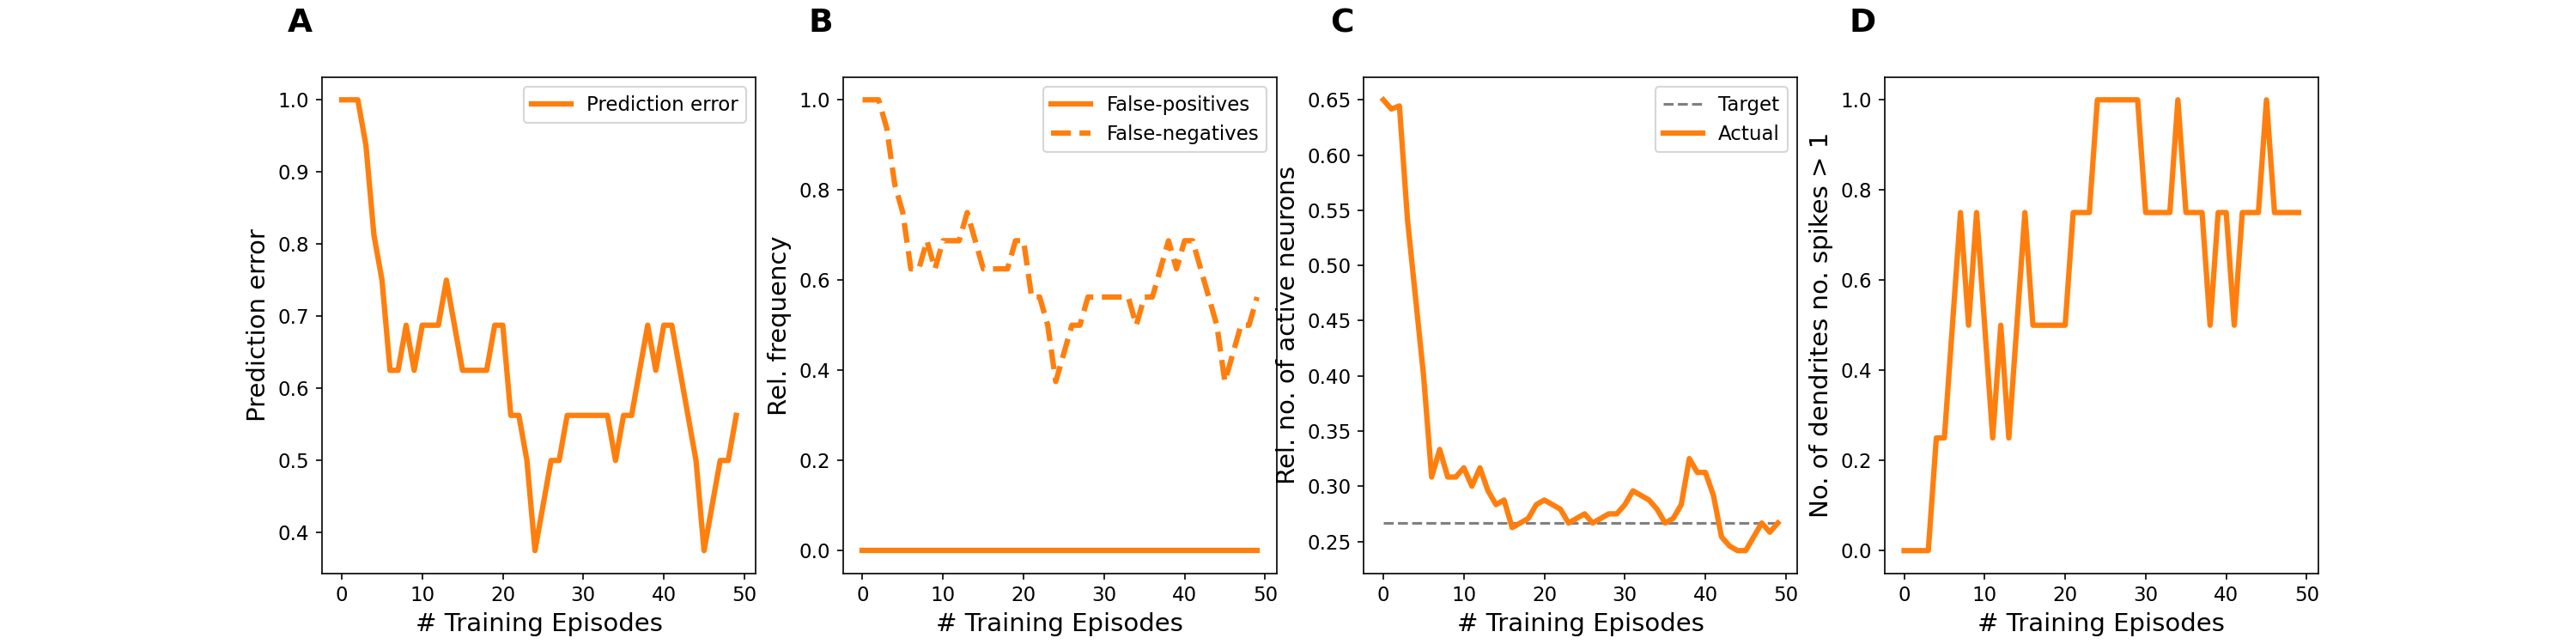 A
B
C
D
Prediction error
1.0
0.9
0.8
0.7
0.6
0.5
0.4
0 10 20 30 40 50
# Training Episodes
Prediction error
Rel. frequency
1.0
0.8
0.6
0.4
0.2
0.0
0 10 20 30 40 50
# Training Episodes
False-positives
False-negatives
Rel. no. of active neurons
0.65
0.60
0.55
0.50
0.45
0.40
0.35
0.30
0.25
0 10 20 30 40 50
# Training Episodes
Target
Actual
No. of dendrites no. spikes > 1
1.0
0.8
0.6
0.4
0.2
0.0
0 10 20 30 40 50
# Training Episodes